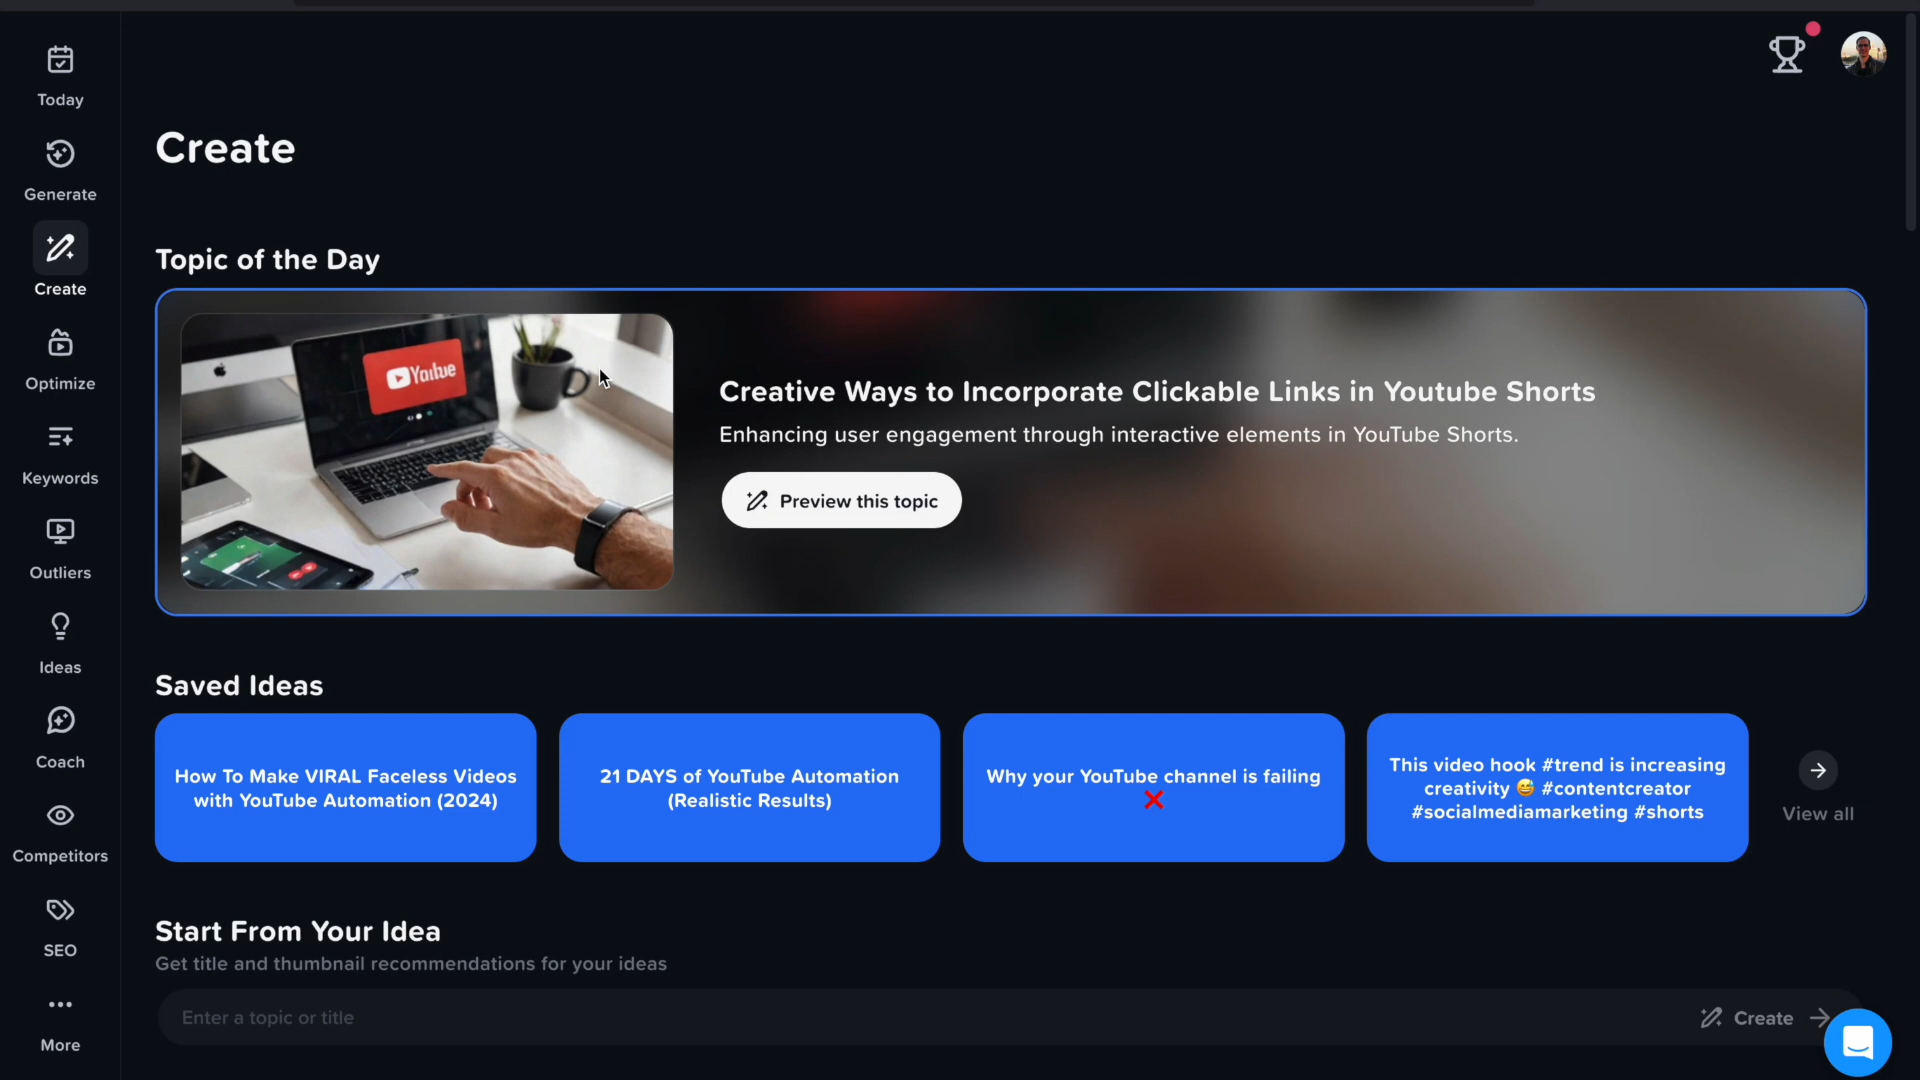 Today
Generate
Create
Optimize
Keywords
Outliers
Ideas
Coach
Competitors
SEO
More
Create
Topic of the Day
Creative Ways to Incorporate Clickable Links in Youtube Shorts
Enhancing user engagement through interactive elements in YouTube Shorts.
Preview this topic
Saved Ideas
How To Make VIRAL Faceless Videos
with YouTube Automation (2024)
21 DAYS of YouTube Automation
(Realistic Results)
Why your YouTube channel is failing
❌
This video hook #trend is increasing
creativity 😅 #contentcreator
#socialmediamarketing #shorts
View all
Start From Your Idea
Get title and thumbnail recommendations for your ideas
Enter a topic or title
Create